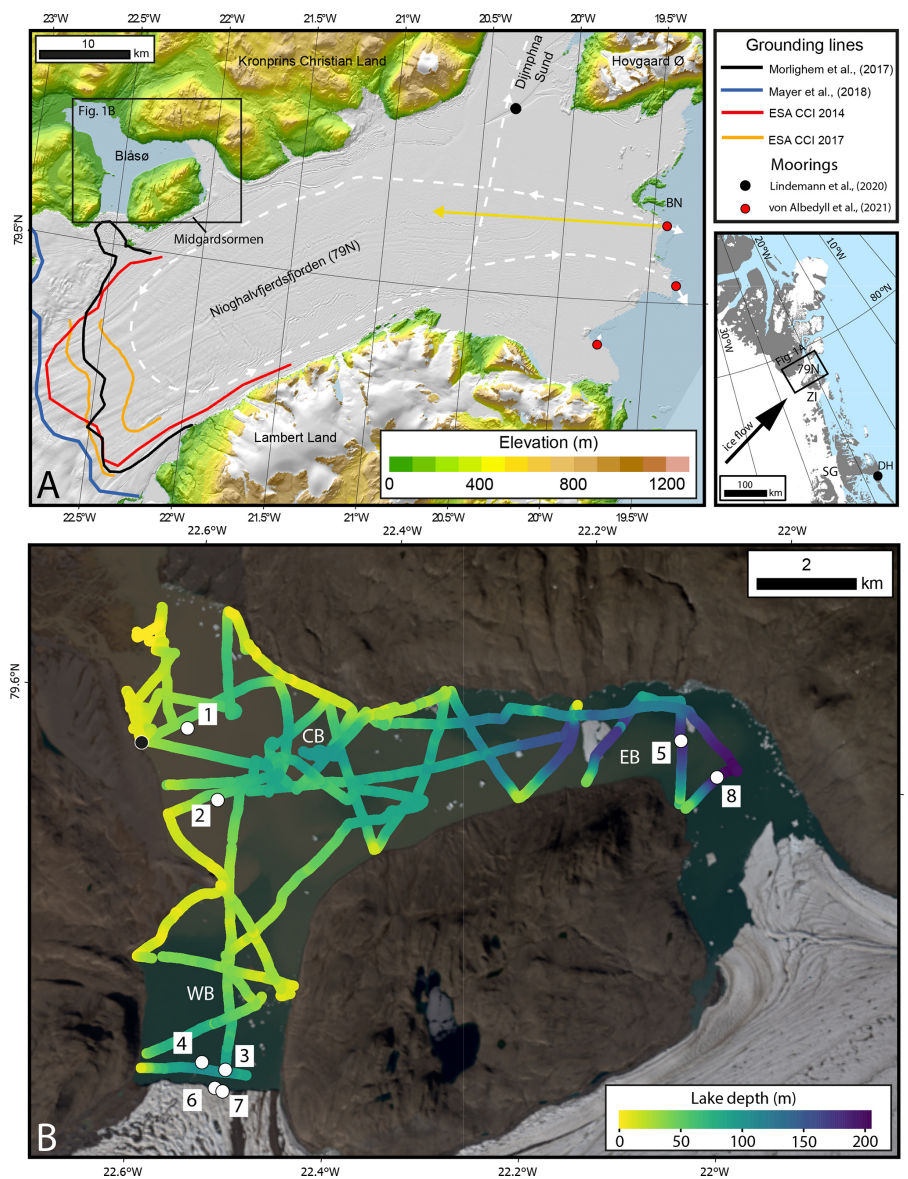 23°W 22.5°W 22°W 21.5°W 21°W 20.5°W 20°W 19.5°W
10
km
Kronprins Christian Land
Dijmphna
Sund
Hovgaard Ø
Fig. 1B
Blåsø
79.5°N
Midgardsormen
BN
Nioghalvfjerdsfjorden (79N)
Lambert Land
Elevation (m)
0 400 800 1200
A
22.5°W 22°W 21.5°W 21°W 20.5°W 20°W 19.5°W
Grounding lines
Morlighem et al., (2017)
Mayer et al., (2018)
ESA CCI 2014
ESA CCI 2017
Moorings
Lindemann et al., (2020)
von Albedyll et al., (2021)
20°W
10°W
80°N
30°W
Fig. 1A
79N
ZI
ice flow
SG
DH
100
km
22.6°W 22.4°W 22.2°W 22°W
2
km
79.6°N
1
CB
5
EB
8
2
WB
4
3
6
7
Lake depth (m)
0 50 100 150 200
B
22.6°W 22.4°W 22.2°W 22°W